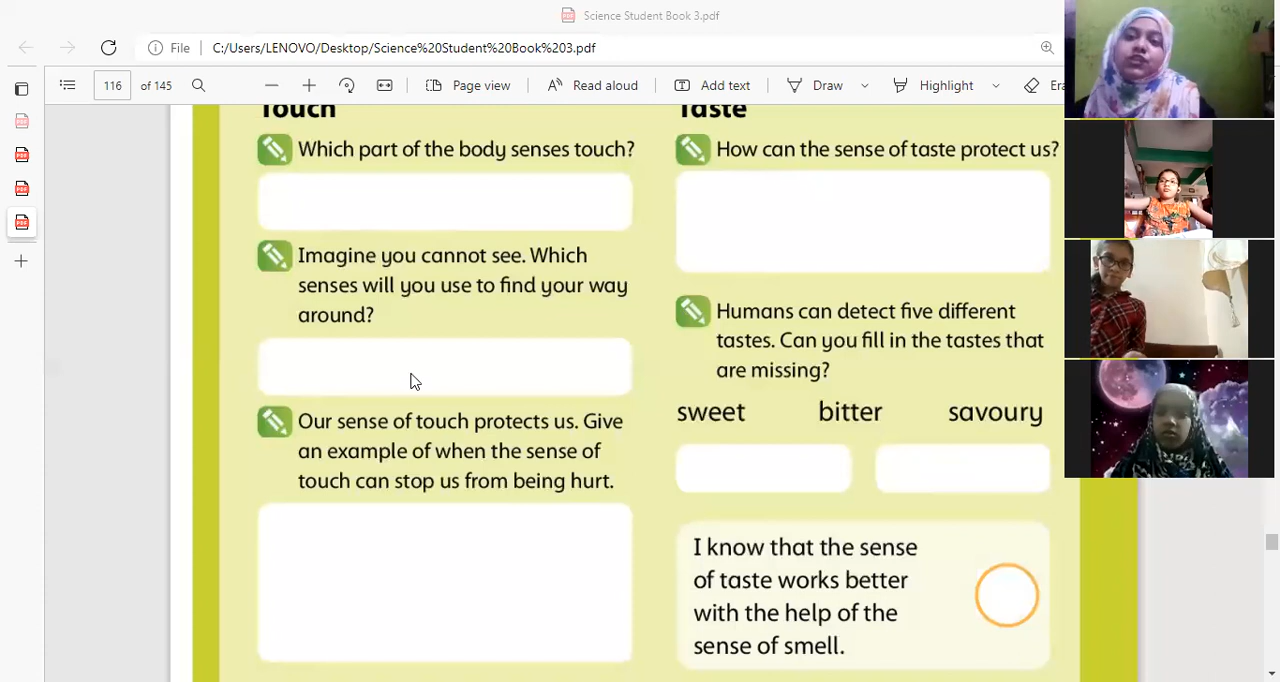 Science Student Book 3.pdf
File
C:/Users/LENOVO/Desktop/Science%20Student%20Book%203.pdf
116 of 145
Page view
Read aloud
Add text
Draw
Highlight
Touch
Which part of the body senses touch?
Imagine you cannot see. Which
senses will you use to find your way
around?
Our sense of touch protects us. Give
an example of when the sense of
touch can stop us from being hurt.
Taste
How can the sense of taste protect us?
Humans can detect five different
tastes. Can you fill in the tastes that
are missing?
sweet bitter savoury
I know that the sense
of taste works better
with the help of the
sense of smell.